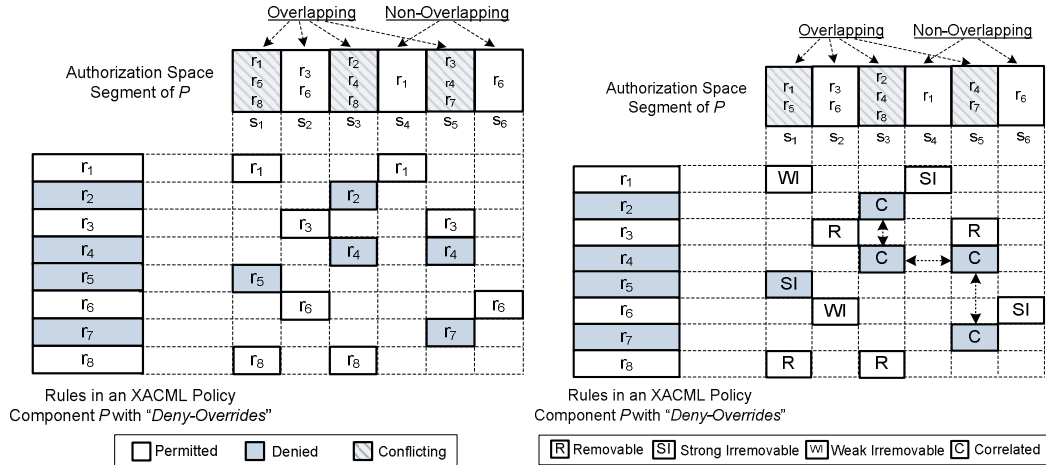 Overlapping Non-Overlapping
Authorization Space
Segment of P
r1 r5 r8
r3 r6
r2 r4 r8
r1
r3 r4 r7
r6
s1 s2 s3 s4 s5 s6
r1 r1 r1
r2 r2
r3 r3 r3
r4 r4 r4
r5 r5
r6 r6 r6
r7 r7
r8 r8 r8
Rules in an XACML Policy
Component P with “Deny-Overrides”
Permitted Denied Conflicting
Overlapping Non-Overlapping
Authorization Space
Segment of P
r1 r5
r3 r6
r2 r4 r8
r1
r4 r7
r6
s1 s2 s3 s4 s5 s6
r1 WI SI
r2 C
r3 R R
r4 C C
r5 SI
r6 WI SI
r7 C
r8 R R
Rules in an XACML Policy
Component P with “Deny-Overrides”
R Removable SI Strong Irremovable WI Weak Irremovable C Correlated